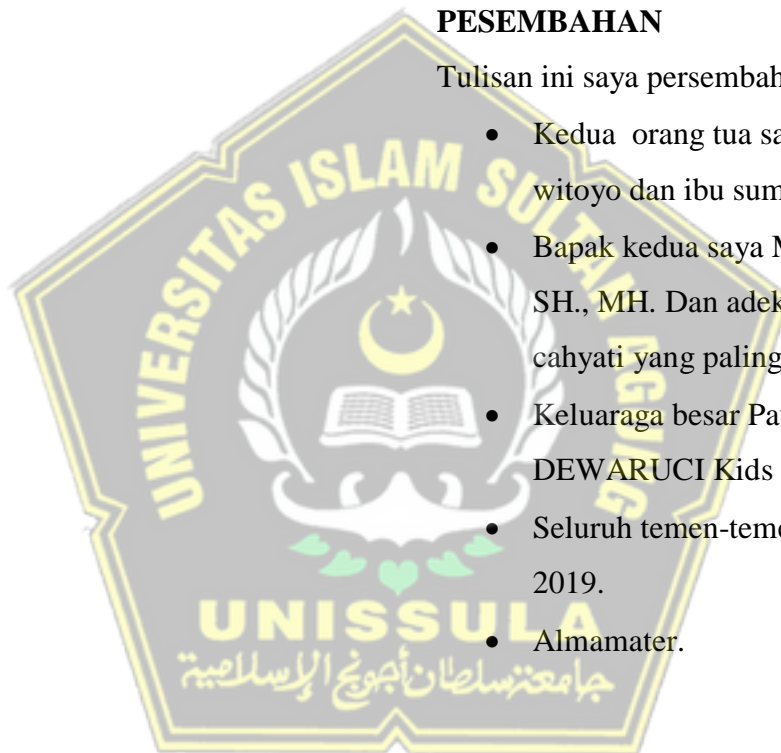 PESEMBAHAN
Tulisan ini saya persembah
• Kedua orang tua sa
witoyo dan ibu sum
• Bapak kedua saya M
SH., MH. Dan adek
cahyati yang paling
• Keluaraga besar Pa
DEWARUCI Kids
• Seluruh temen-teme
2019.
• Almamater.
UNIVERSITAS ISLAM SULTAN AGUNG
UNISSULA
جامعة سلطان أجونج الإسلامية